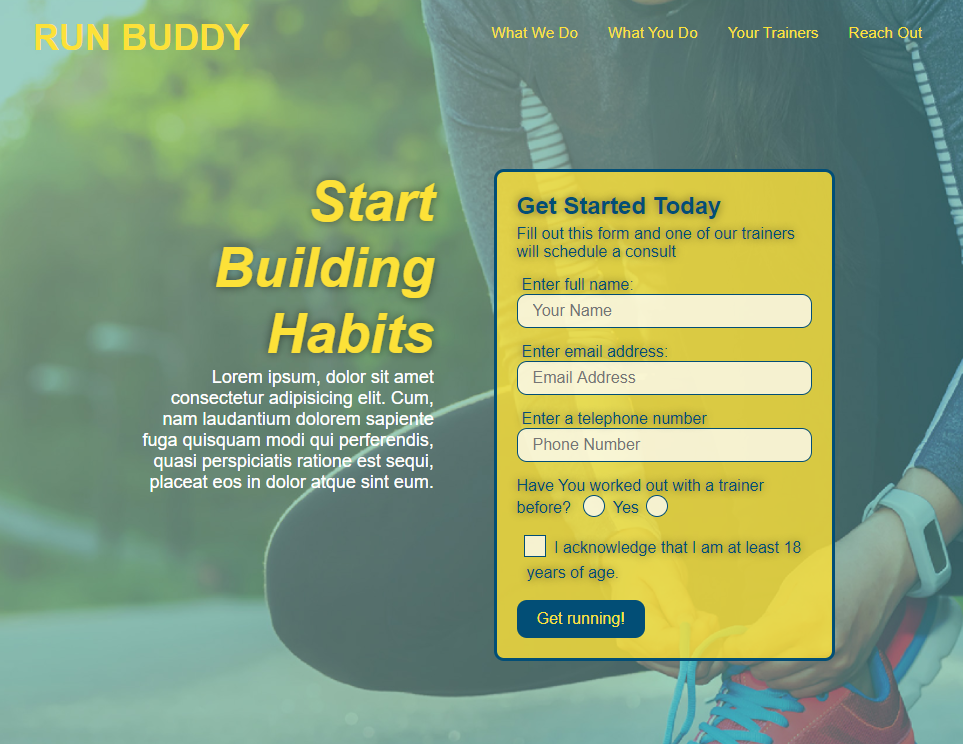 RUN BUDDY
What We Do
What You Do
Your Trainers
Reach Out
Start
Building
Habits
Lorem ipsum, dolor sit amet
consectetur adipisicing elit. Cum,
nam laudantium dolorem sapiente
fuga quisquam modi qui perferendis,
quasi perspiciatis ratione est sequi,
placeat eos in dolor atque sint eum.
Get Started Today
Fill out this form and one of our trainers
will schedule a consult
Enter full name:
Your Name
Enter email address:
Email Address
Enter a telephone number
Phone Number
Have You worked out with a trainer
before? Yes
I acknowledge that I am at least 18
years of age.
Get running!